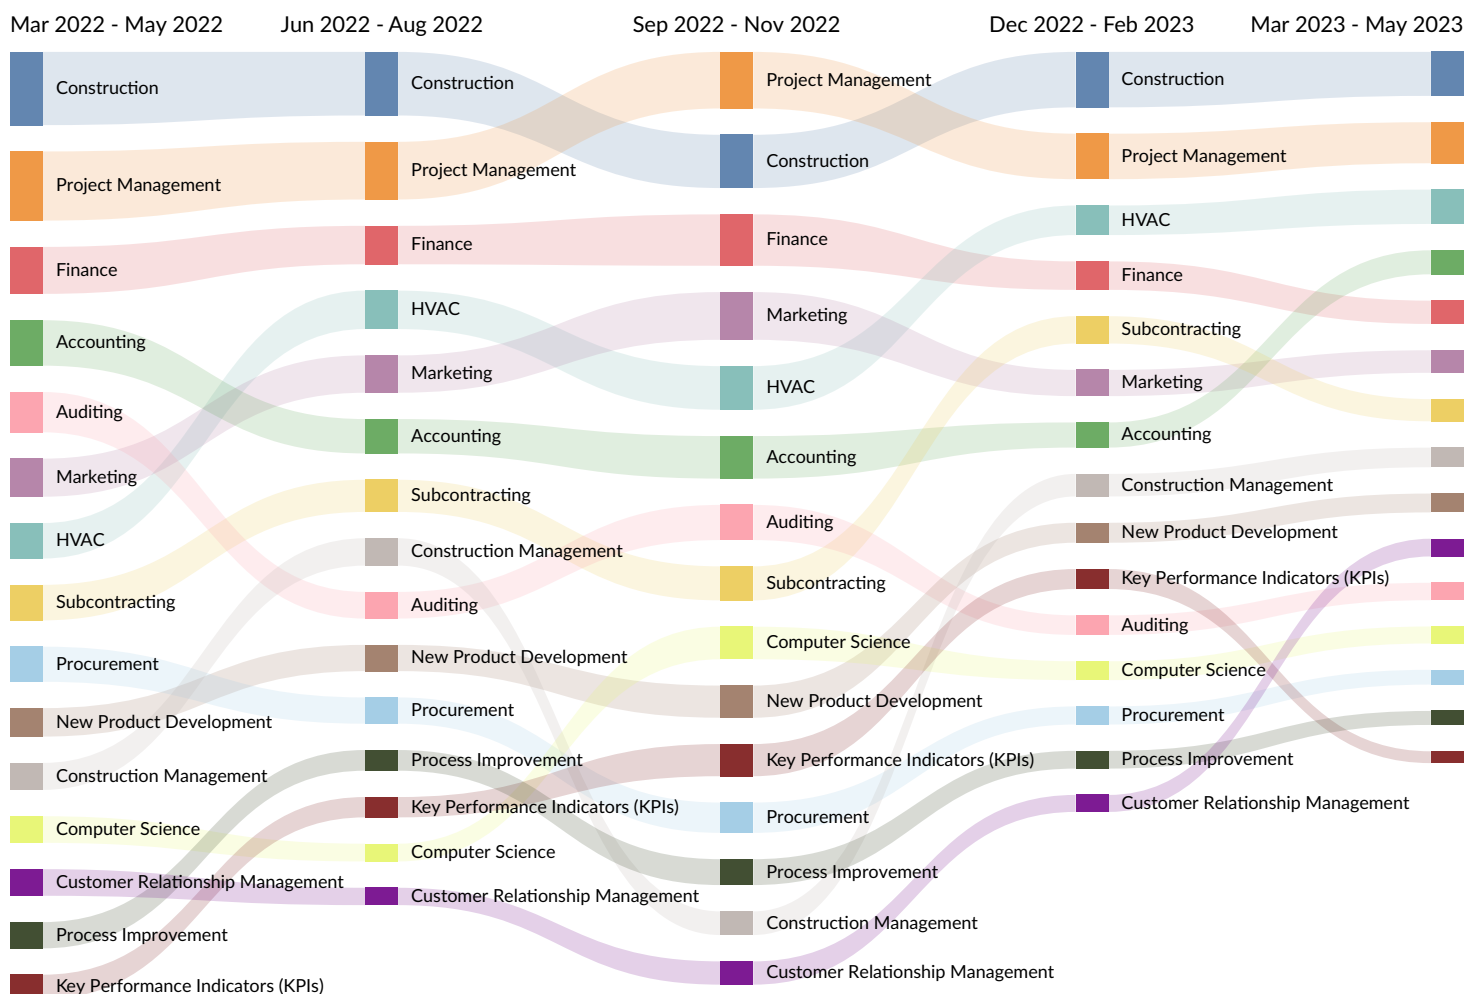 Mar 2022 - May 2022
Jun 2022 - Aug 2022
Sep 2022 - Nov 2022
Dec 2022 - Feb 2023
Mar 2023 - May 2023
Construction
Project Management
Finance
Accounting
Auditing
Marketing
HVAC
Subcontracting
Procurement
New Product Development
Construction Management
Computer Science
Customer Relationship Management
Process Improvement
Key Performance Indicators (KPIs)
Construction
Project Management
Finance
HVAC
Marketing
Accounting
Subcontracting
Construction Management
Auditing
New Product Development
Procurement
Process Improvement
Key Performance Indicators (KPIs)
Computer Science
Customer Relationship Management
Project Management
Construction
Finance
Marketing
HVAC
Accounting
Auditing
Subcontracting
Computer Science
New Product Development
Key Performance Indicators (KPIs)
Procurement
Process Improvement
Construction Management
Customer Relationship Management
Construction
Project Management
HVAC
Finance
Subcontracting
Marketing
Accounting
Construction Management
New Product Development
Key Performance Indicators (KPIs)
Auditing
Computer Science
Procurement
Process Improvement
Customer Relationship Management